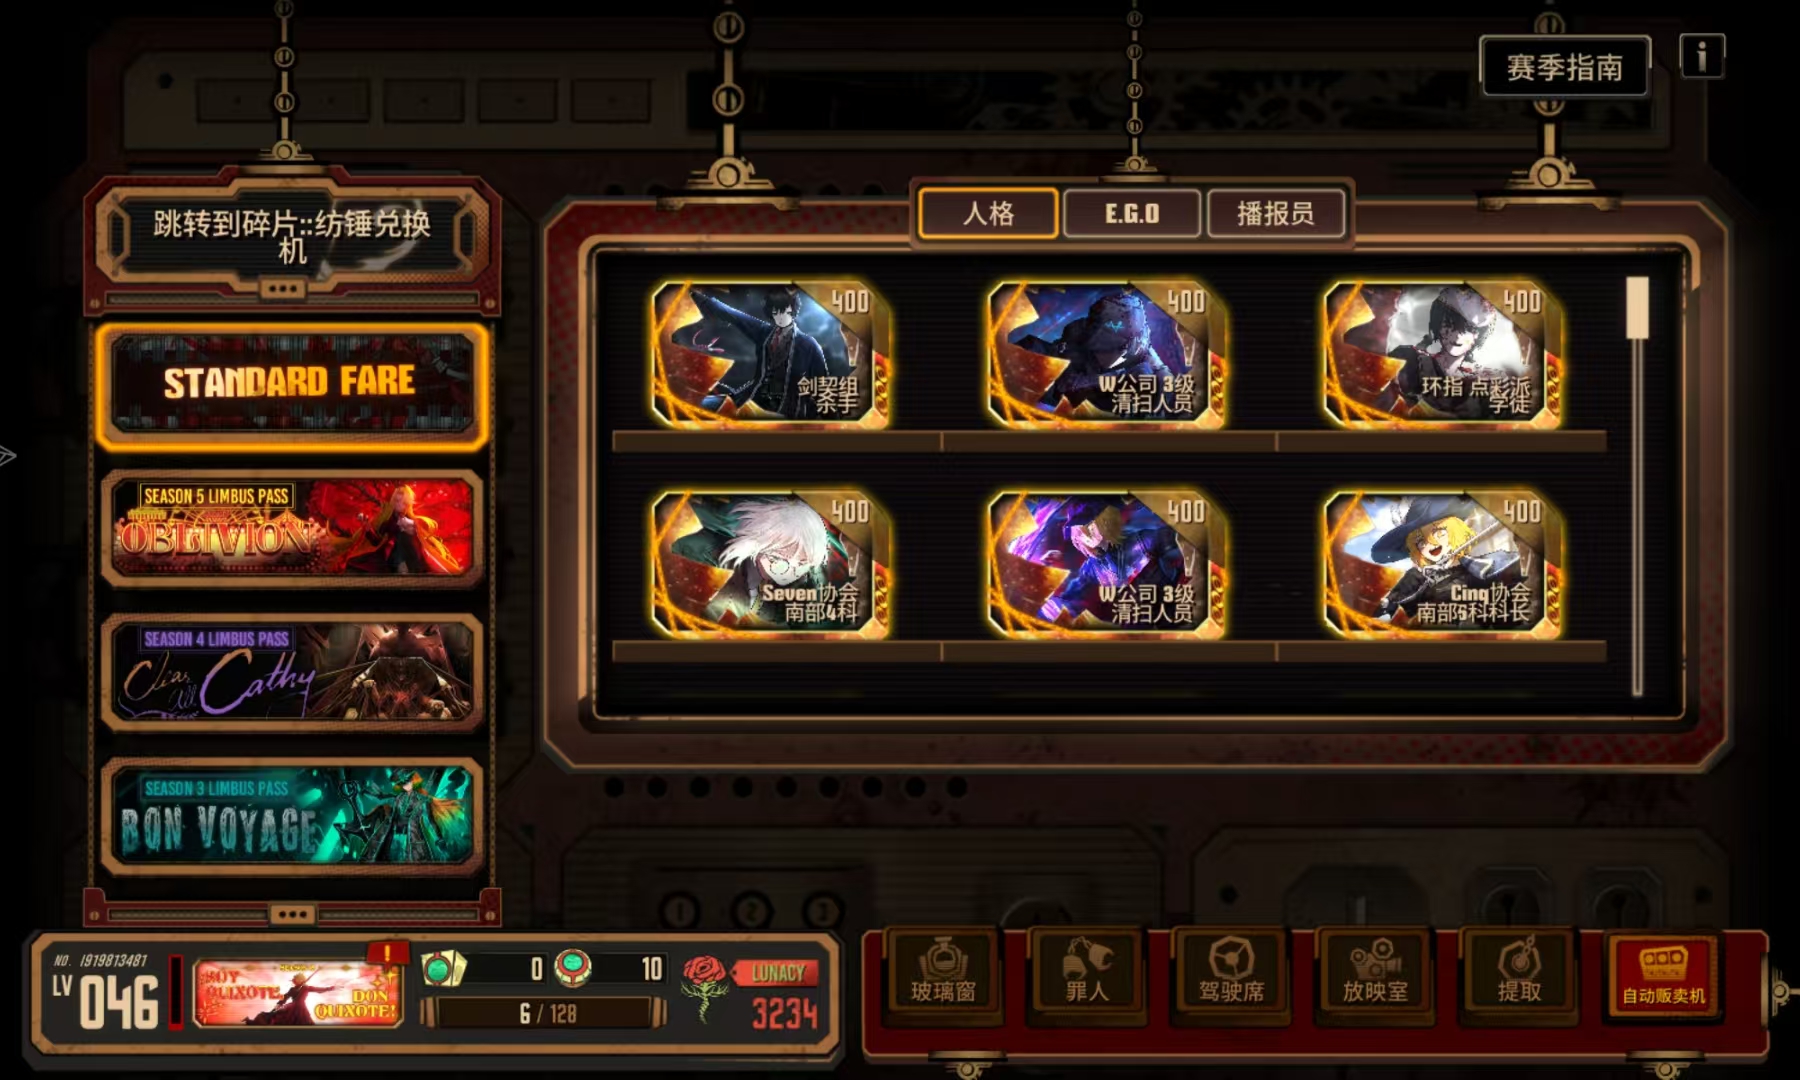 赛季指南
i
跳转到碎片::纺锤兑换
机
人格
E.G.O
播报员
STANDARD FARE
SEASON 5 LIMBUS PASS
OBLIVION
SEASON 4 LIMBUS PASS
Clear All Cathy
SEASON 3 LIMBUS PASS
BON VOYAGE
400
剑契组
杀手
400
W公司 3级
清扫人员
400
环指 点彩派
学徒
400
Seven协会
南部4科
400
W公司 3级
清扫人员
400
Cinq协会
南部5科科长
1
2
3
NO. 1919813481
LV 046
!
DON
QUIXOTE!
0
10
6 / 128
LUNACY
3234
玻璃窗
罪人
驾驶席
放映室
提取
自动贩卖机